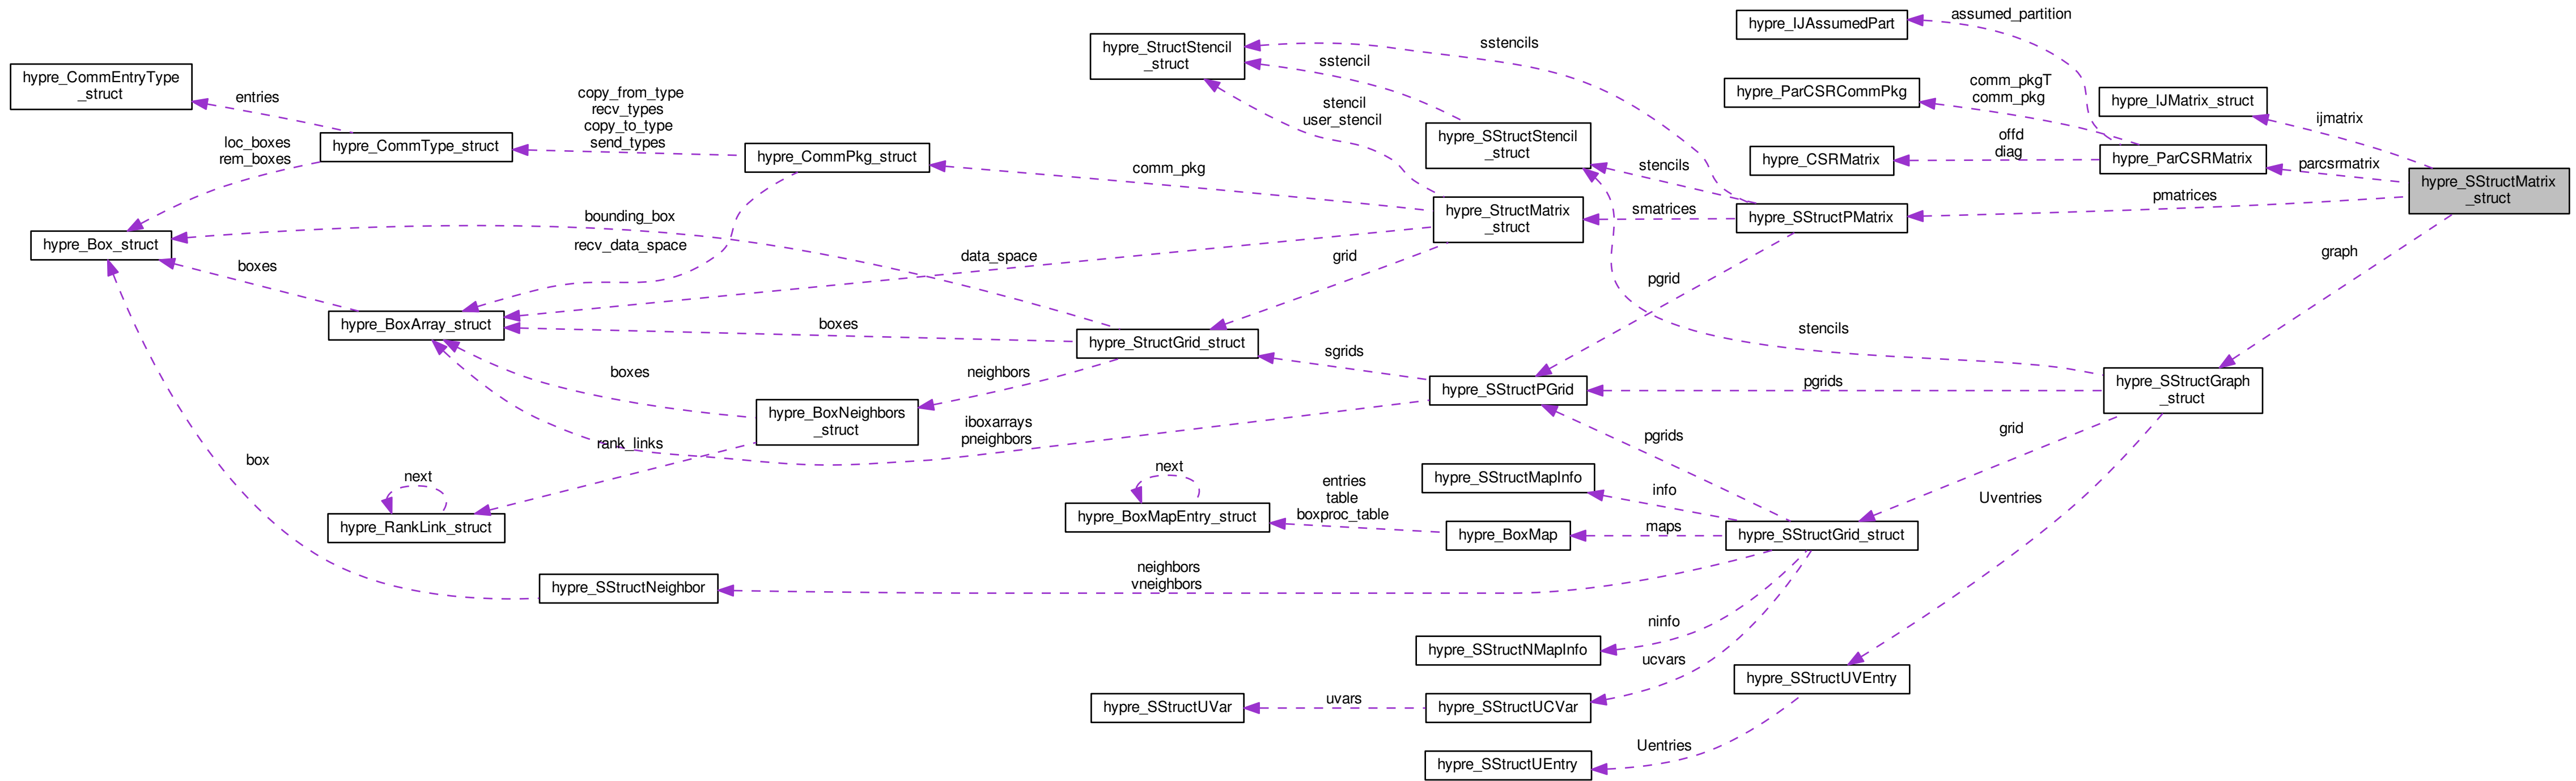 hypre_IJAssumedPart
assumed_partition
hypre_StructStencil
_struct
sstencils
hypre_CommEntryType
_struct
entries
sstencil
hypre_ParCSRCommPkg
comm_pkgT
comm_pkg
hypre_IJMatrix_struct
ijmatrix
copy_from_type
recv_types
copy_to_type
send_types
stencil
user_stencil
hypre_SStructStencil
_struct
offd
diag
hypre_CSRMatrix
hypre_ParCSRMatrix
parcsrmatrix
loc_boxes
rem_boxes
hypre_CommType_struct
hypre_CommPkg_struct
comm_pkg
stencils
hypre_SStructMatrix
_struct
pmatrices
hypre_StructMatrix
_struct
smatrices
hypre_SStructPMatrix
bounding_box
recv_data_space
hypre_Box_struct
boxes
data_space
grid
pgrid
graph
hypre_BoxArray_struct
boxes
hypre_StructGrid_struct
sgrids
stencils
boxes
neighbors
hypre_SStructPGrid
pgrids
hypre_SStructGraph
_struct
hypre_BoxNeighbors
_struct
iboxarrays
pneighbors
rank_links
pgrids
grid
box
next
hypre_RankLink_struct
next
hypre_BoxMapEntry_struct
entries
table
boxproc_table
hypre_SStructMapInfo
info
Uventries
hypre_BoxMap
maps
hypre_SStructGrid_struct
hypre_SStructNeighbor
neighbors
vneighbors
ninfo
hypre_SStructNMapInfo
ucvars
hypre_SStructUVEntry
hypre_SStructUVar
uvars
hypre_SStructUCVar
Uentries
hypre_SStructUEntry